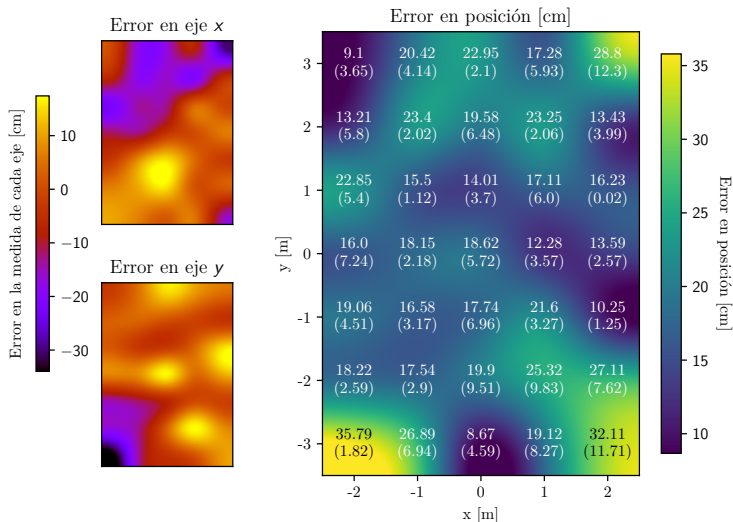 Error en eje x
Error en la medida de cada eje [cm]
10
0
−10
−20
−30
Error en eje y
Error en posición [cm]
9.1 20.42 22.95 17.28 28.8
(3.65) (4.14) (2.1) (5.93) (12.3)
13.21 23.4 19.58 23.25 13.43
(5.8) (2.02) (6.48) (2.06) (3.99)
22.85 15.5 14.01 17.11 16.23
(5.4) (1.12) (3.7) (6.0) (0.02)
16.0 18.15 18.62 12.28 13.59
(7.24) (2.18) (5.72) (3.57) (2.57)
19.06 16.58 17.74 21.6 10.25
(4.51) (3.17) (6.96) (3.27) (1.25)
18.22 17.54 19.9 25.32 27.11
(2.59) (2.9) (9.51) (9.83) (7.62)
35.79 26.89 8.67 19.12 32.11
(1.82) (6.94) (4.59) (8.27) (11.71)
3
2
1
0
-1
-2
-3
y [m]
-2 -1 0 1 2
x [m]
35
30
25
20
15
10
Error en posición [cm]